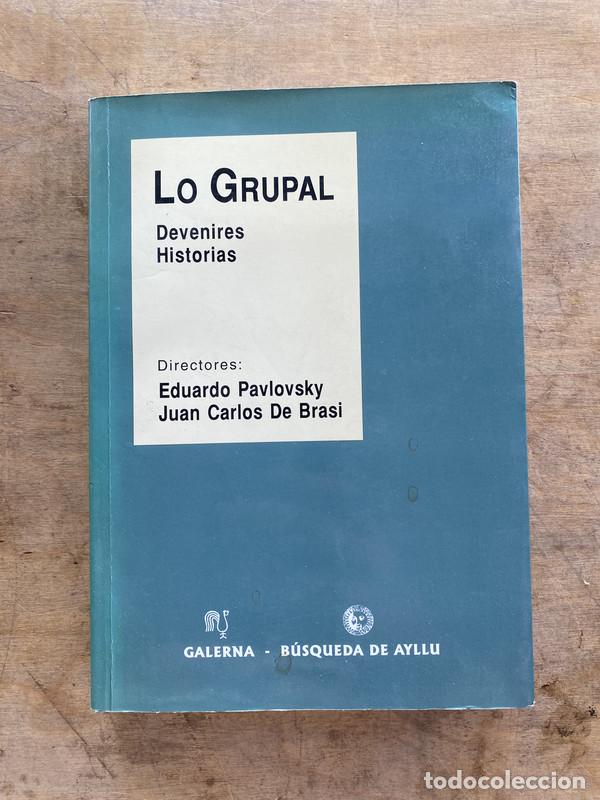 LO GRUPAL
Devenires
Historias
Directores:
Eduardo Pavlovsky
Juan Carlos De Brasi
GALERNA - BÚSQUEDA DE AYLLU
todocoleccion